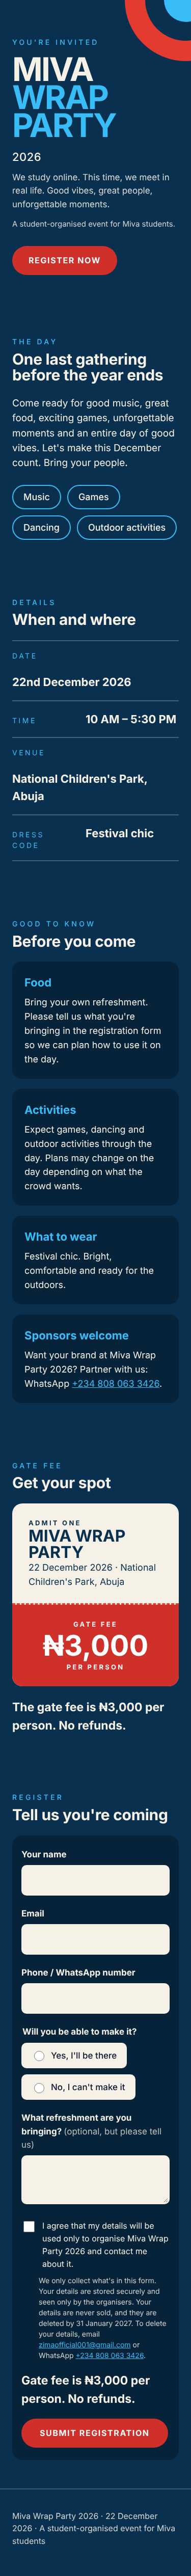 YOU'RE INVITED
MIVA
WRAP
PARTY
2026
We study online. This time, we meet in
real life. Good vibes, great people,
unforgettable moments.
A student-organised event for Miva students.
REGISTER NOW
THE DAY
One last gathering
before the year ends
Come ready for good music, great
food, exciting games, unforgettable
moments and an entire day of good
vibes. Let's make this December
count. Bring your people.
Music
Games
Dancing
Outdoor activities
DETAILS
When and where
DATE
22nd December 2026
TIME
10 AM – 5:30 PM
VENUE
National Children's Park,
Abuja
DRESS
CODE
Festival chic
GOOD TO KNOW
Before you come
Food
Bring your own refreshment.
Please tell us what you're
bringing in the registration form
so we can plan how to use it on
the day.
Activities
Expect games, dancing and
outdoor activities through the
day. Plans may change on the
day depending on what the
crowd wants.
What to wear
Festival chic. Bright,
comfortable and ready for the
outdoors.
Sponsors welcome
Want your brand at Miva Wrap
Party 2026? Partner with us:
WhatsApp +234 808 063 3426.
GATE FEE
Get your spot
ADMIT ONE
MIVA WRAP
PARTY
22 December 2026 · National
Children's Park, Abuja
GATE FEE
₦3,000
PER PERSON
The gate fee is ₦3,000 per
person. No refunds.
REGISTER
Tell us you're coming
Your name
Email
Phone / WhatsApp number
Will you be able to make it?
Yes, I'll be there
No, I can't make it
What refreshment are you
bringing? (optional, but please tell
us)
I agree that my details will be
used only to organise Miva Wrap
Party 2026 and contact me
about it.
We only collect what's in this form.
Your details are stored securely and
seen only by the organisers. Your
details are never sold, and they are
deleted by 31 January 2027. To delete
your details, email
zimaofficial001@gmail.com or
WhatsApp +234 808 063 3426.
Gate fee is ₦3,000 per
person. No refunds.
SUBMIT REGISTRATION
Miva Wrap Party 2026 · 22 December
2026 · A student-organised event for Miva
students